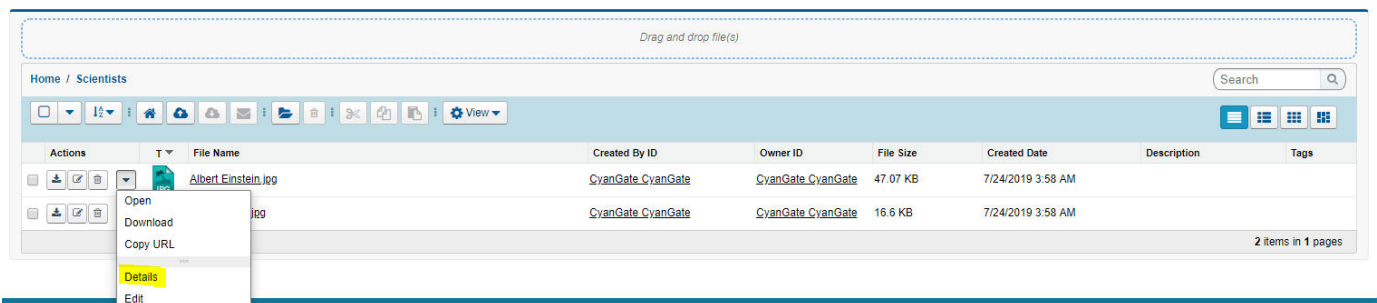 Drag and drop file(s)
Home / Scientists
Search
View
Actions T File Name Created By ID Owner ID File Size Created Date Description Tags
JPG Albert Einstein.jpg CyanGate CyanGate CyanGate CyanGate 47.07 KB 7/24/2019 3:58 AM
Open
jpg CyanGate CyanGate CyanGate CyanGate 16.6 KB 7/24/2019 3:58 AM
Download
Copy URL
2 items in 1 pages
Details
Edit